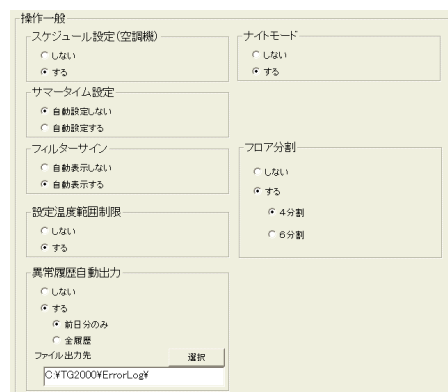 操作一般
スケジュール設定(空調機)
しない
する
サマータイム設定
自動設定しない
自動設定する
フィルターサイン
自動表示しない
自動表示する
設定温度範囲制限
しない
する
異常履歴自動出力
しない
する
前日分のみ
全履歴
ファイル出力先
選択
C:¥TG2000¥ErrorLog¥
ナイトモード
しない
する
フロア分割
しない
する
4分割
6分割